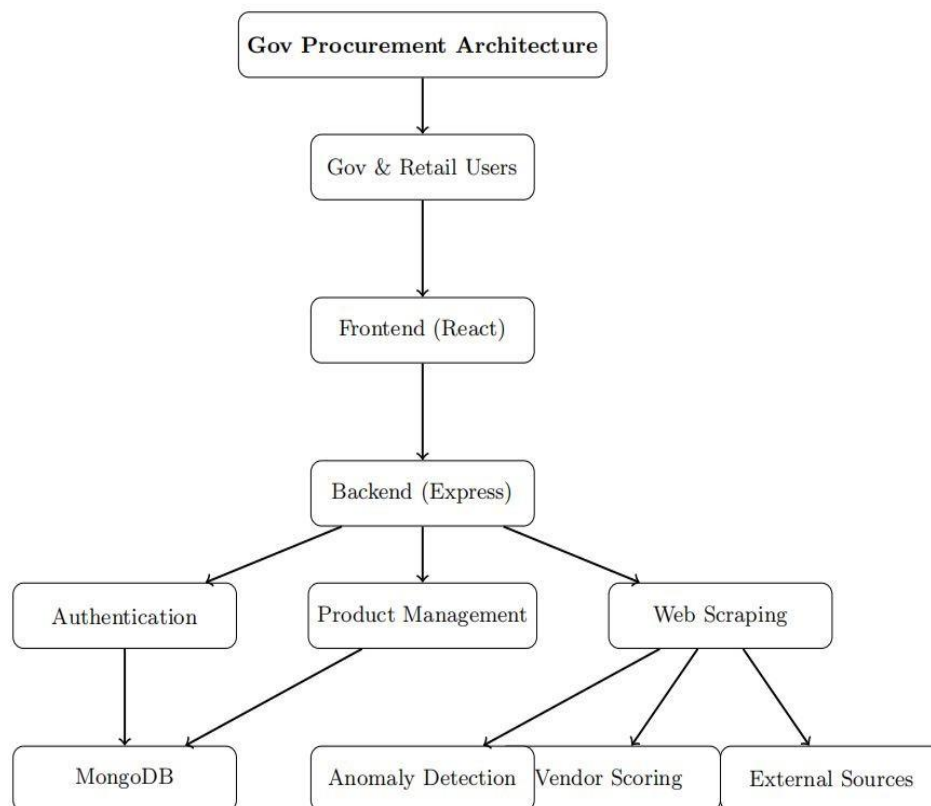 Gov Procurement Architecture
Gov & Retail Users
Frontend (React)
Backend (Express)
Authentication
Product Management
Web Scraping
MongoDB
Anomaly Detection
Vendor Scoring
External Sources